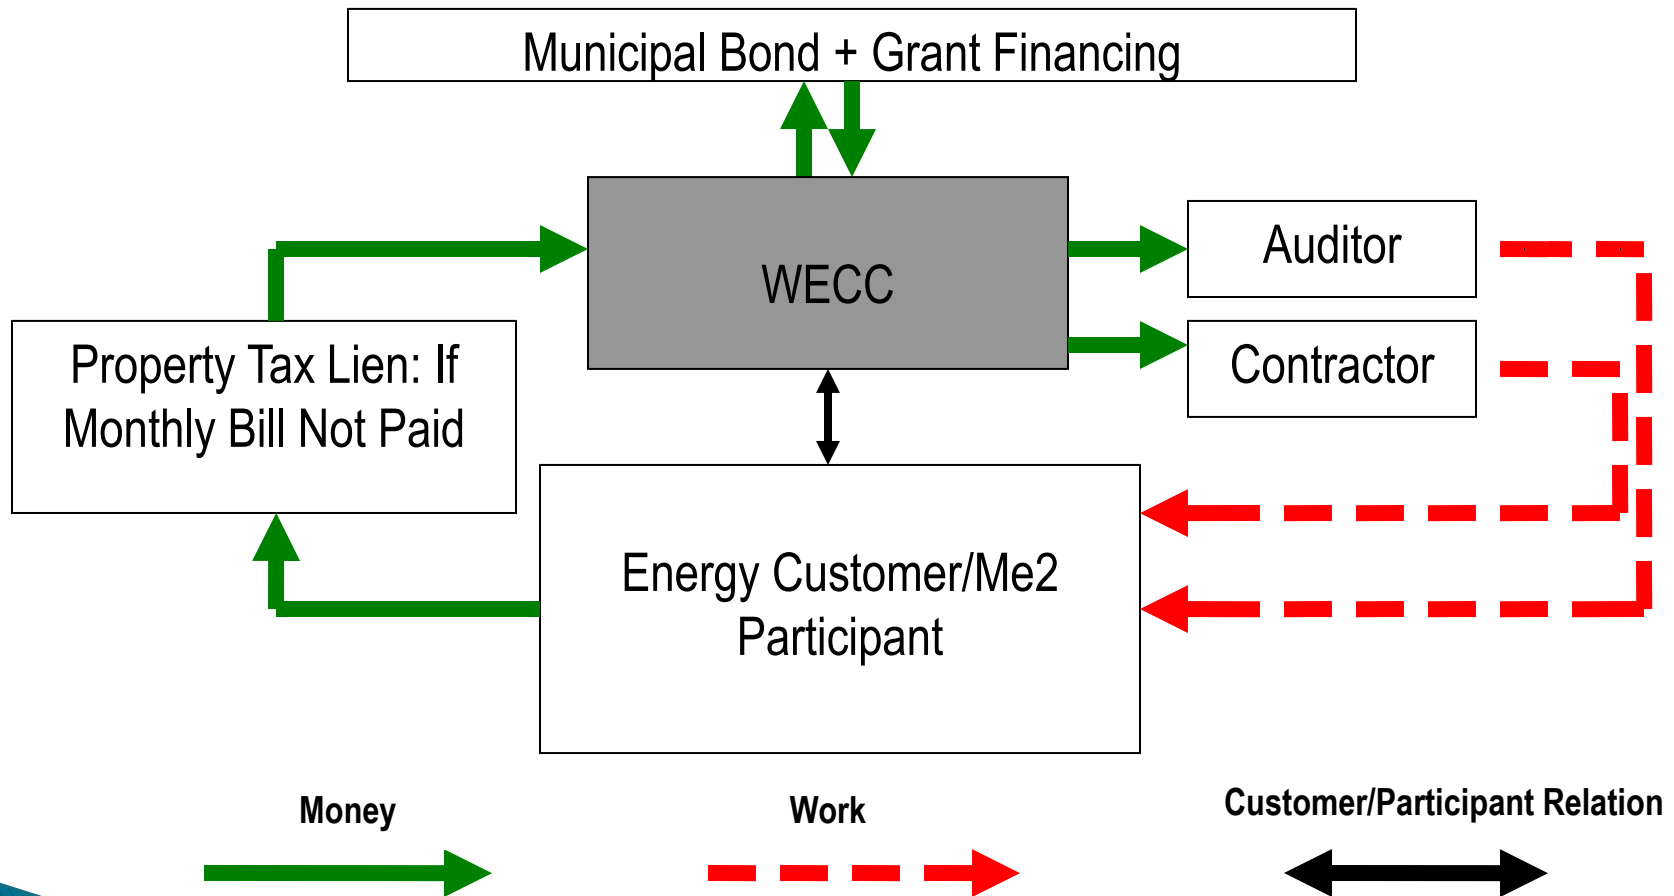 Municipal Bond + Grant Financing
WECC
Auditor
Contractor
Property Tax Lien: If
Monthly Bill Not Paid
Energy Customer/Me2
Participant
Money
Work
Customer/Participant Relation